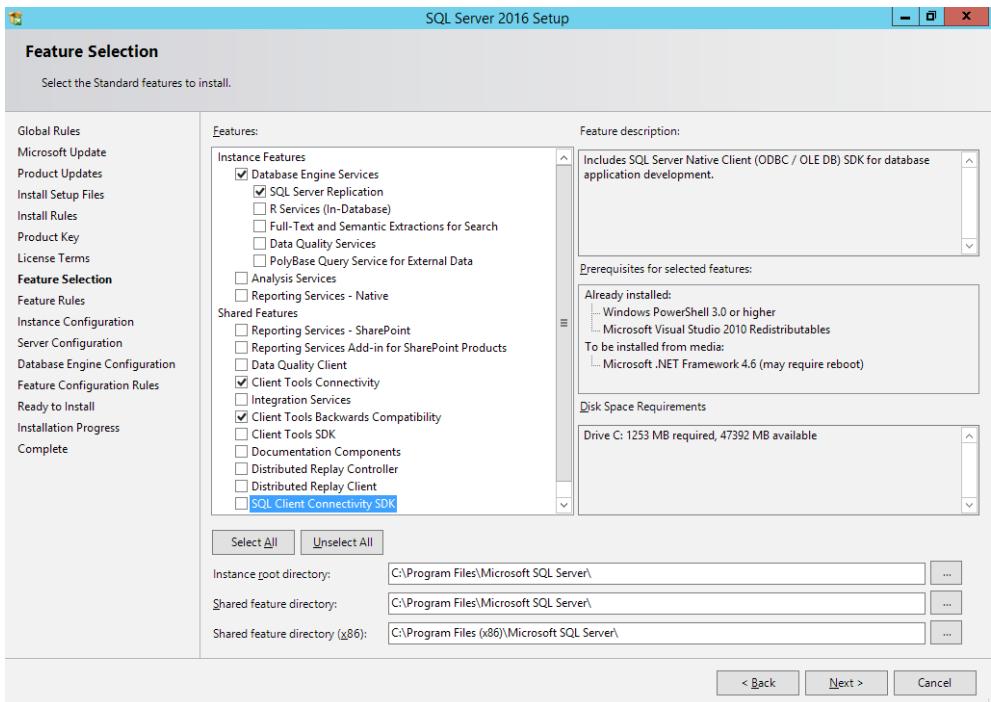 SQL Server 2016 Setup
Feature Selection
Select the Standard features to install.
Global Rules
Microsoft Update
Product Updates
Install Setup Files
Install Rules
Product Key
License Terms
Feature Selection
Feature Rules
Instance Configuration
Server Configuration
Database Engine Configuration
Feature Configuration Rules
Ready to Install
Installation Progress
Complete
Features:
Instance Features
Database Engine Services
SQL Server Replication
R Services (In-Database)
Full-Text and Semantic Extractions for Search
Data Quality Services
PolyBase Query Service for External Data
Analysis Services
Reporting Services - Native
Shared Features
Reporting Services - SharePoint
Reporting Services Add-in for SharePoint Products
Data Quality Client
Client Tools Connectivity
Integration Services
Client Tools Backwards Compatibility
Client Tools SDK
Documentation Components
Distributed Replay Controller
Distributed Replay Client
SQL Client Connectivity SDK
Feature description:
Includes SQL Server Native Client (ODBC / OLE DB) SDK for database
application development.
Prerequisites for selected features:
Already installed:
Windows PowerShell 3.0 or higher
Microsoft Visual Studio 2010 Redistributables
To be installed from media:
Microsoft .NET Framework 4.6 (may require reboot)
Disk Space Requirements
Drive C: 1253 MB required, 47392 MB available
Select All
Unselect All
Instance root directory:
C:\Program Files\Microsoft SQL Server\
...
Shared feature directory:
C:\Program Files\Microsoft SQL Server\
...
Shared feature directory (x86):
C:\Program Files (x86)\Microsoft SQL Server\
...
< Back
Next >
Cancel